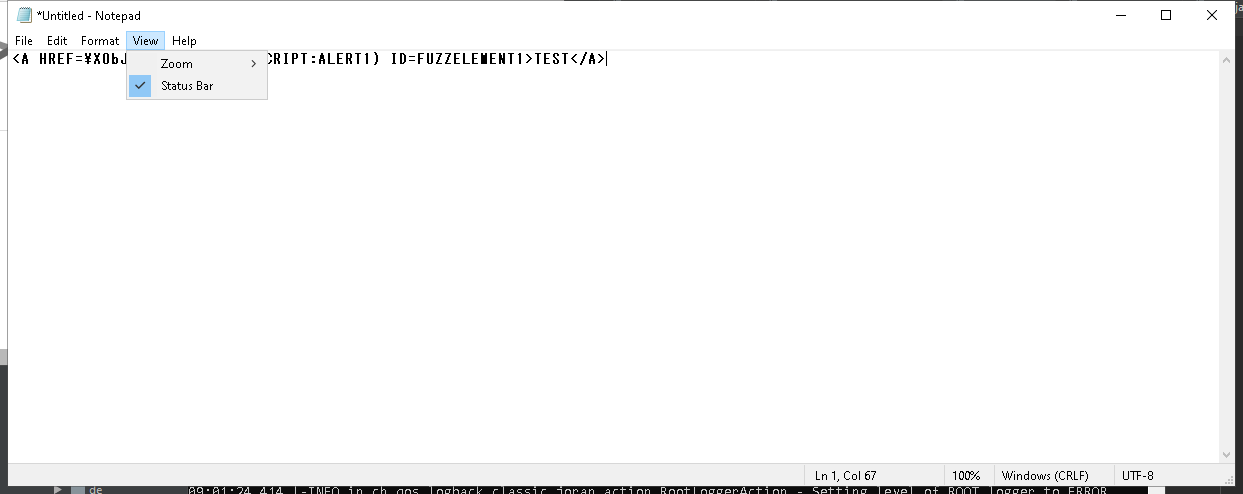 *Untitled - Notepad
File Edit Format View Help
<A HREF=¥XObJ CRIPT:ALERT1) ID=FUZZELEMENT1>TEST</A>
Zoom
Status Bar
Ln 1, Col 67 100% Windows (CRLF) UTF-8
de 09:01:24,414 |-INFO in ch.qos.logback.classic.joran.action.RootLoggerAction - Setting level of ROOT logger to ERROR